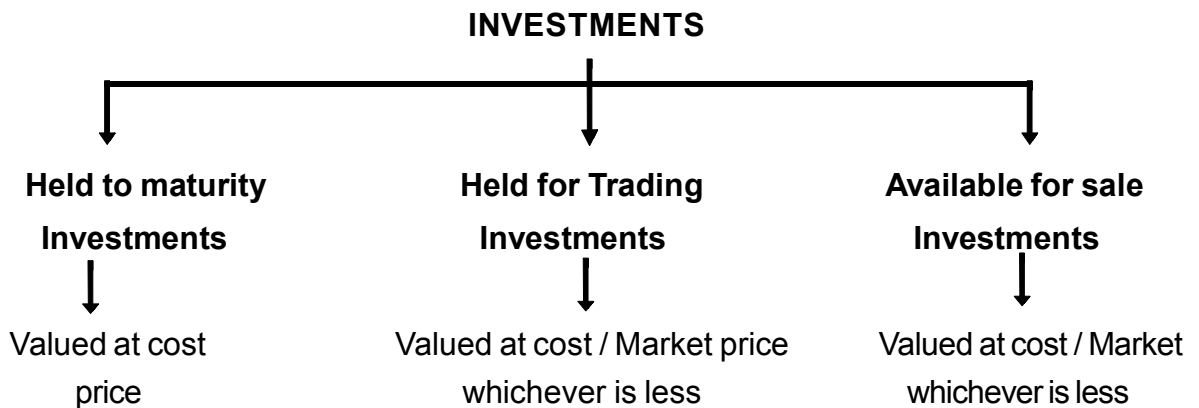 INVESTMENTS
Held to maturity
Investments
Valued at cost
price
Held for Trading
Investments
Valued at cost / Market price
whichever is less
Available for sale
Investments
Valued at cost / Market
whichever is less